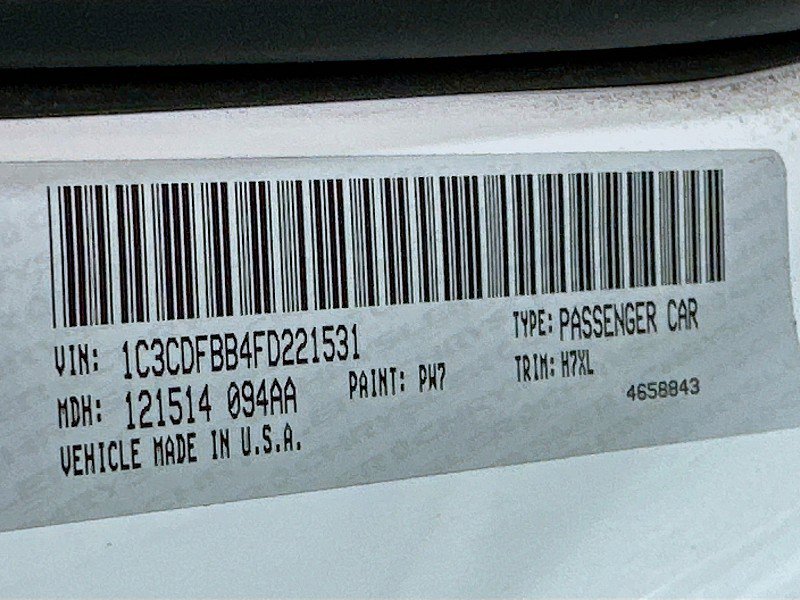 VIN: 1C3CDFBB4FD221531 TYPE: PASSENGER CAR
MDH: 121514 094AA PAINT: PW7 TRIM: H7XL
VEHICLE MADE IN U.S.A. 4658843